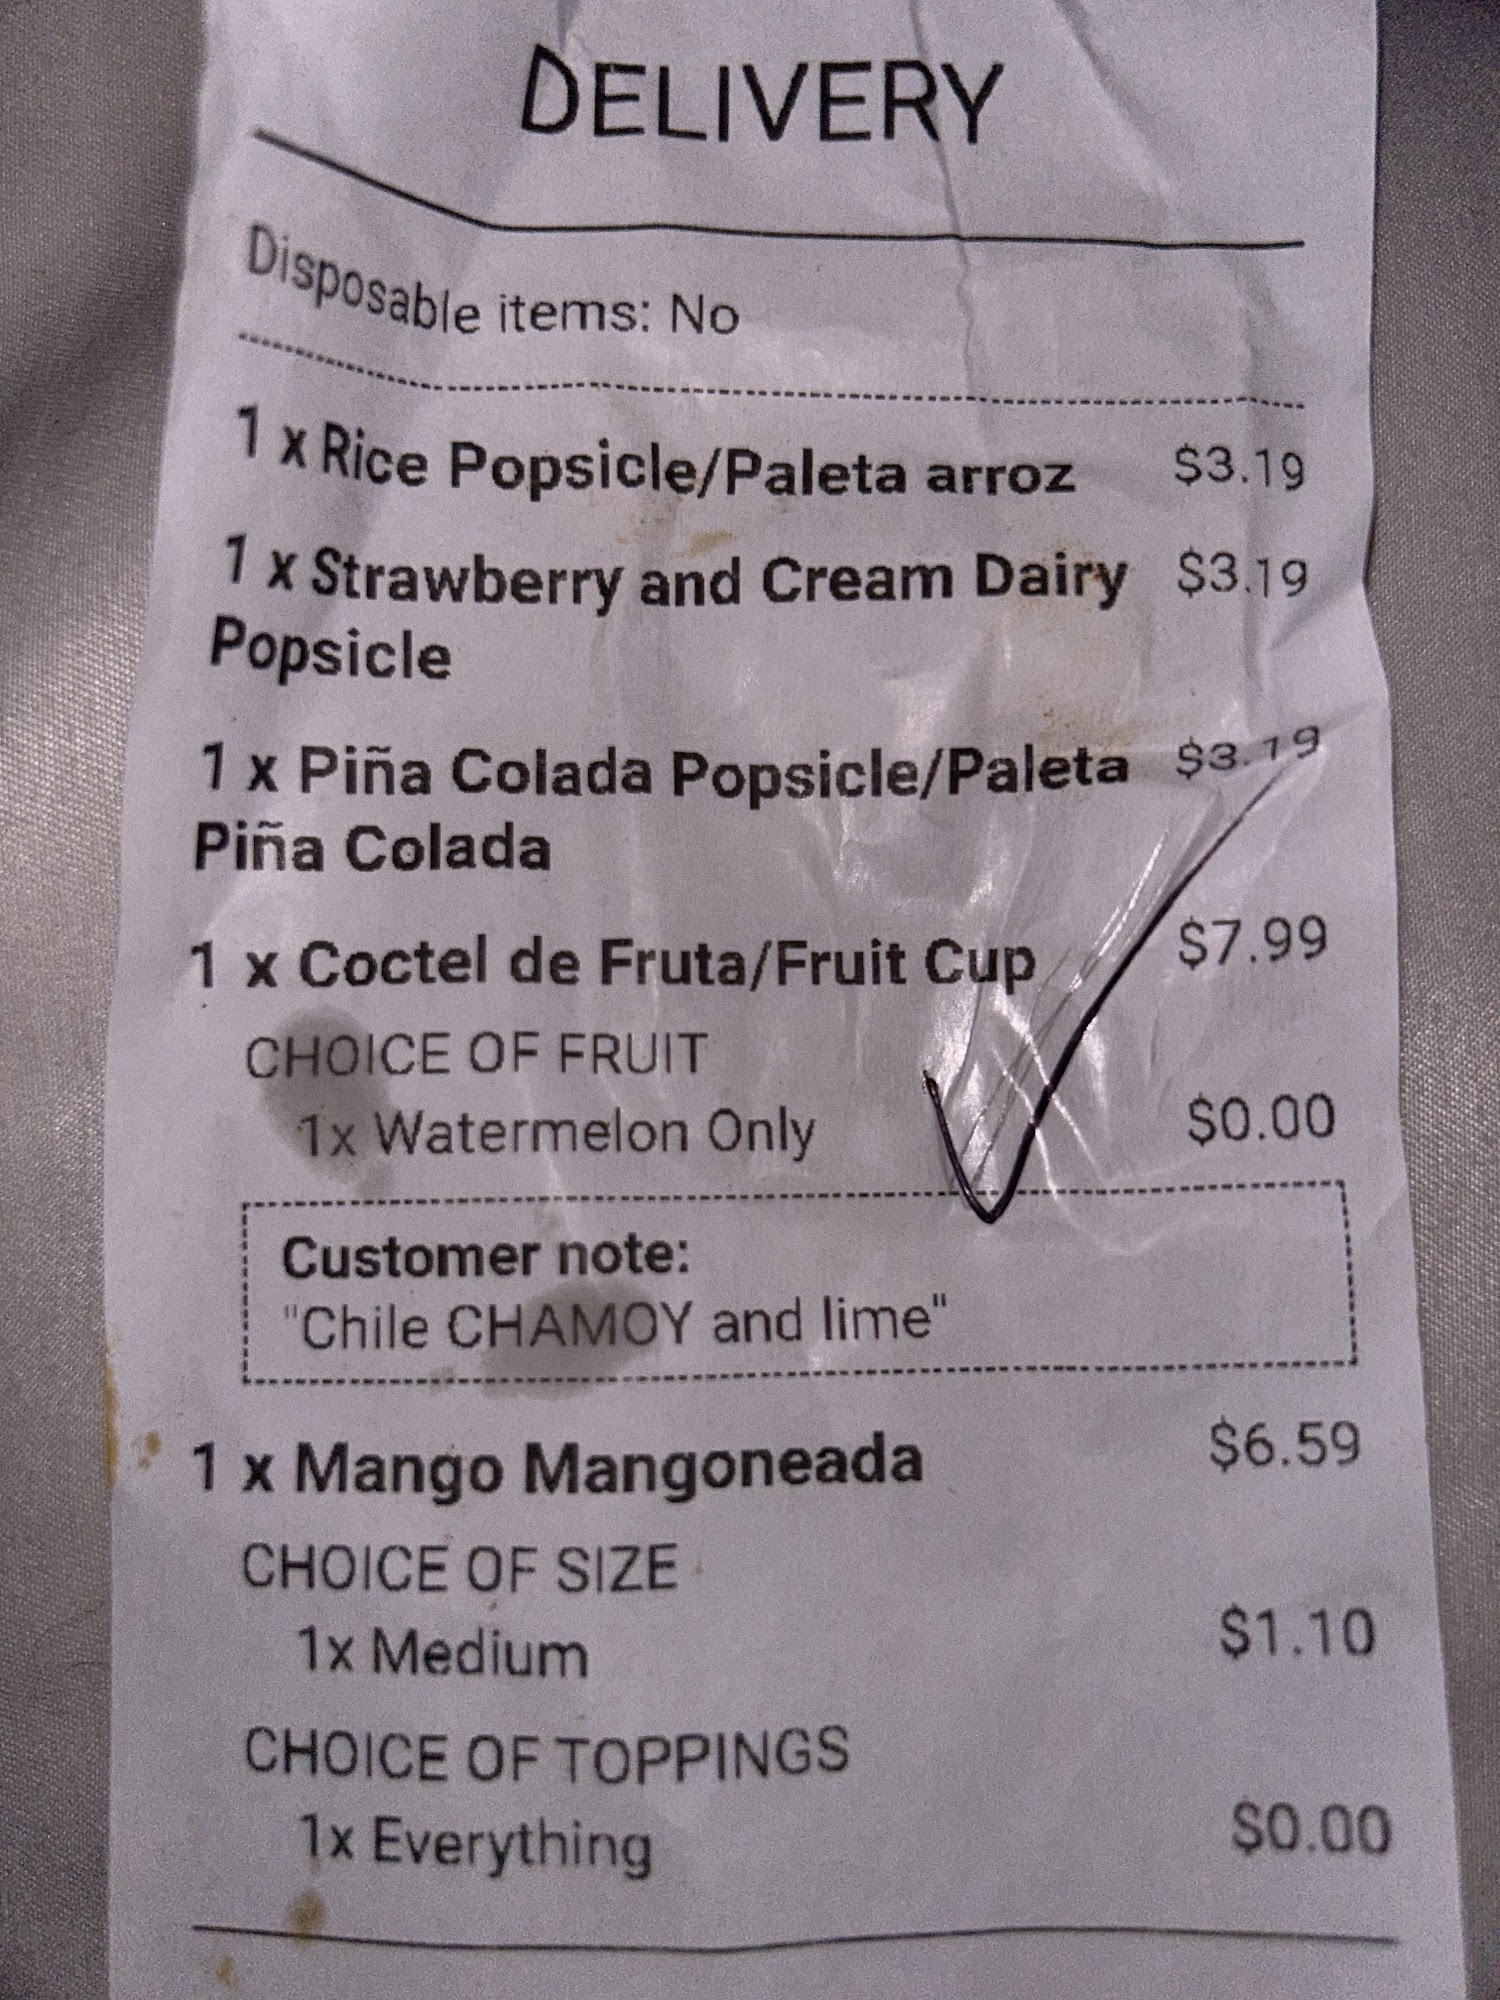 DELIVERY
Disposable items: No
1 x Rice Popsicle/Paleta arroz $3.19
1 x Strawberry and Cream Dairy $3.19
Popsicle
1 x Piña Colada Popsicle/Paleta $3.19
Piña Colada
1 x Coctel de Fruta/Fruit Cup $7.99
CHOICE OF FRUIT
1x Watermelon Only $0.00
Customer note:
"Chile CHAMOY and lime"
1 x Mango Mangoneada $6.59
CHOICE OF SIZE
1x Medium $1.10
CHOICE OF TOPPINGS
1x Everything $0.00